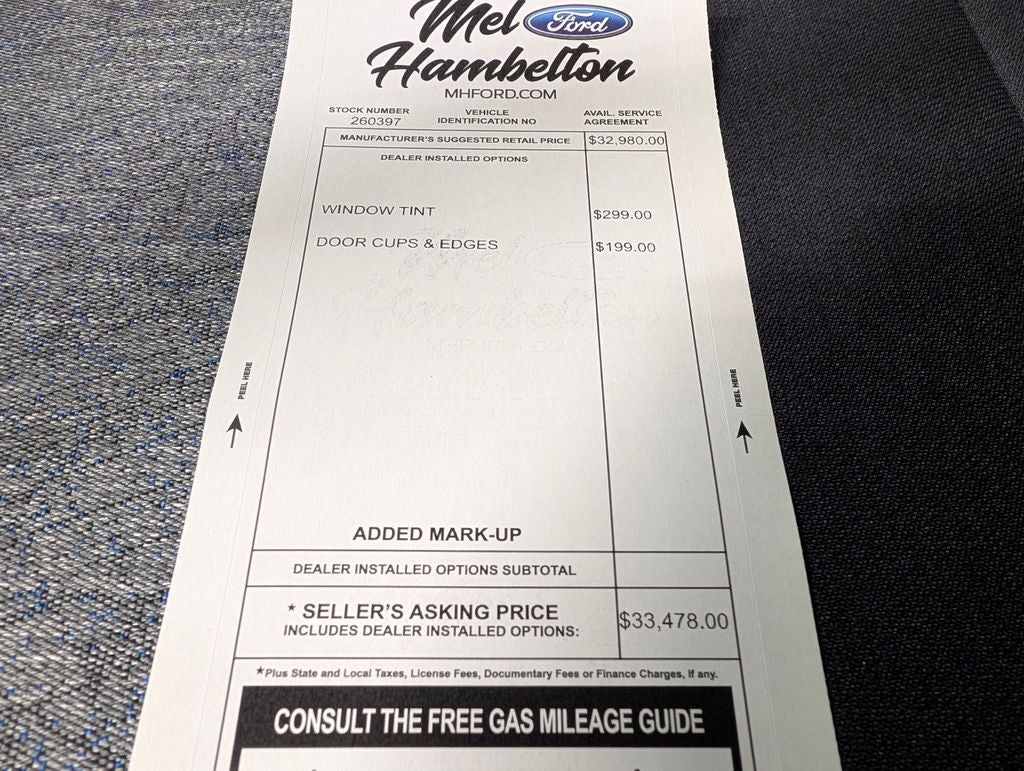 Mel Ford
Hambelton
MHFORD.COM
STOCK NUMBER
260397
VEHICLE
IDENTIFICATION NO
AVAIL. SERVICE
AGREEMENT
MANUFACTURER'S SUGGESTED RETAIL PRICE $32,980.00
DEALER INSTALLED OPTIONS
WINDOW TINT $299.00
DOOR CUPS & EDGES $199.00
PEEL HERE
PEEL HERE
ADDED MARK-UP
DEALER INSTALLED OPTIONS SUBTOTAL
* SELLER'S ASKING PRICE
INCLUDES DEALER INSTALLED OPTIONS: $33,478.00
*Plus State and Local Taxes, License Fees, Documentary Fees or Finance Charges, if any.
CONSULT THE FREE GAS MILEAGE GUIDE